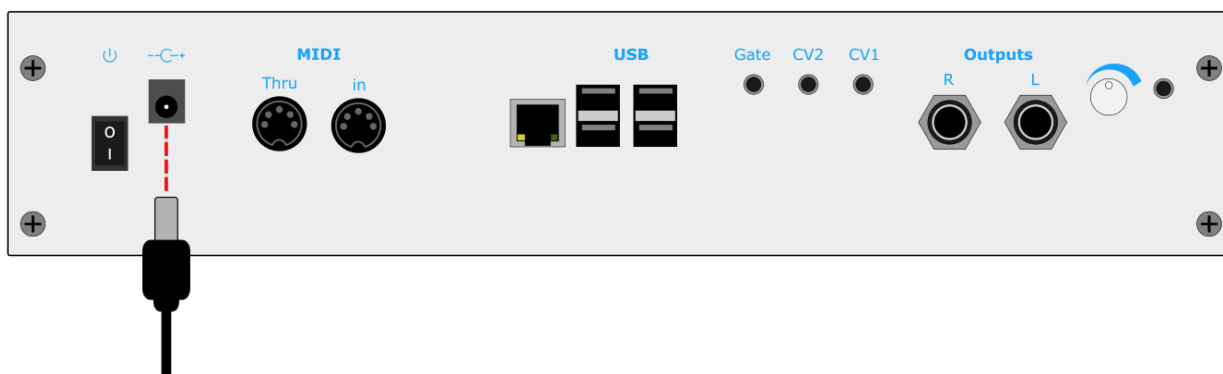 MIDI
USB
Gate CV2 CV1
Outputs
Thru
in
R
L
O
I